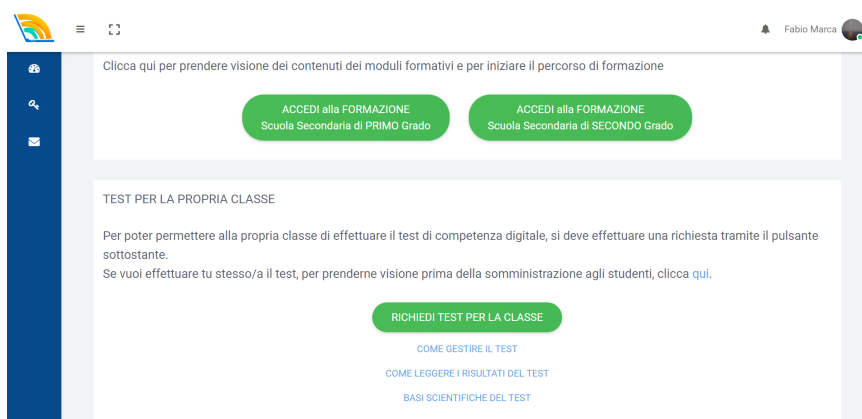 Fabio Marca
Clicca qui per prendere visione dei contenuti dei moduli formativi e per iniziare il percorso di formazione
ACCEDI alla FORMAZIONE
Scuola Secondaria di PRIMO Grado
ACCEDI alla FORMAZIONE
Scuola Secondaria di SECONDO Grado
TEST PER LA PROPRIA CLASSE
Per poter permettere alla propria classe di effettuare il test di competenza digitale, si deve effettuare una richiesta tramite il pulsante
sottostante.
Se vuoi effettuare tu stesso/a il test, per prenderne visione prima della somministrazione agli studenti, clicca qui.
RICHIEDI TEST PER LA CLASSE
COME GESTIRE IL TEST
COME LEGGERE I RISULTATI DEL TEST
BASI SCIENTIFICHE DEL TEST